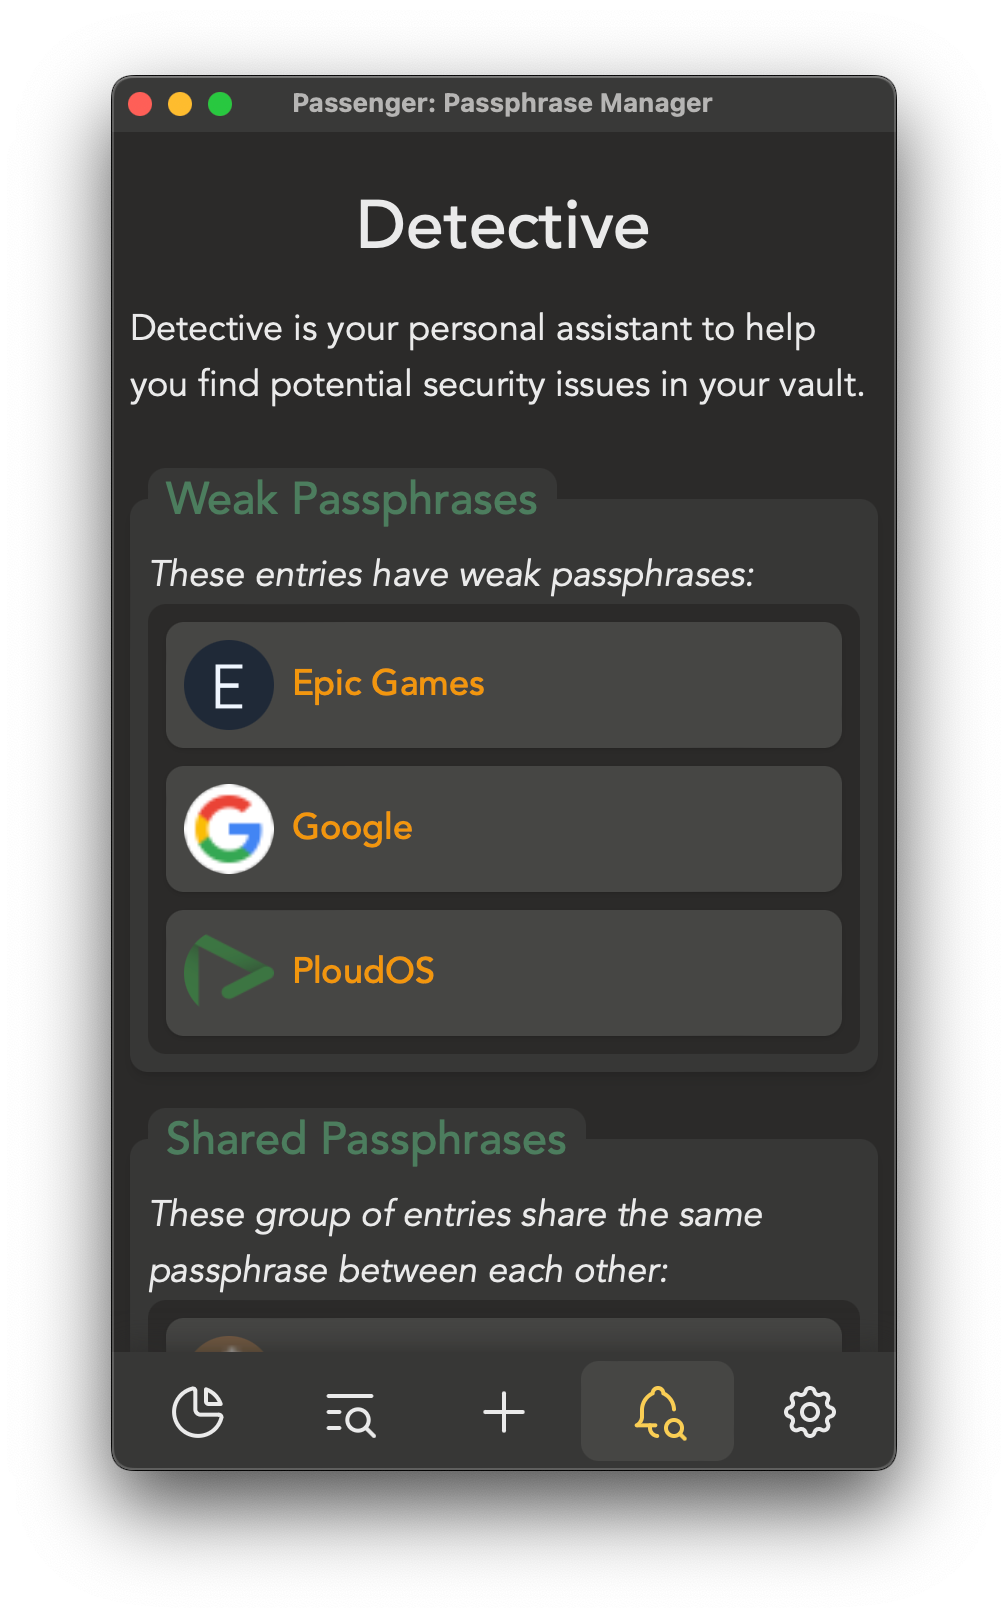 Passenger: Passphrase Manager
Detective
Detective is your personal assistant to help
you find potential security issues in your vault.
Weak Passphrases
These entries have weak passphrases:
E
Epic Games
G
Google
PloudOS
Shared Passphrases
These group of entries share the same
passphrase between each other: